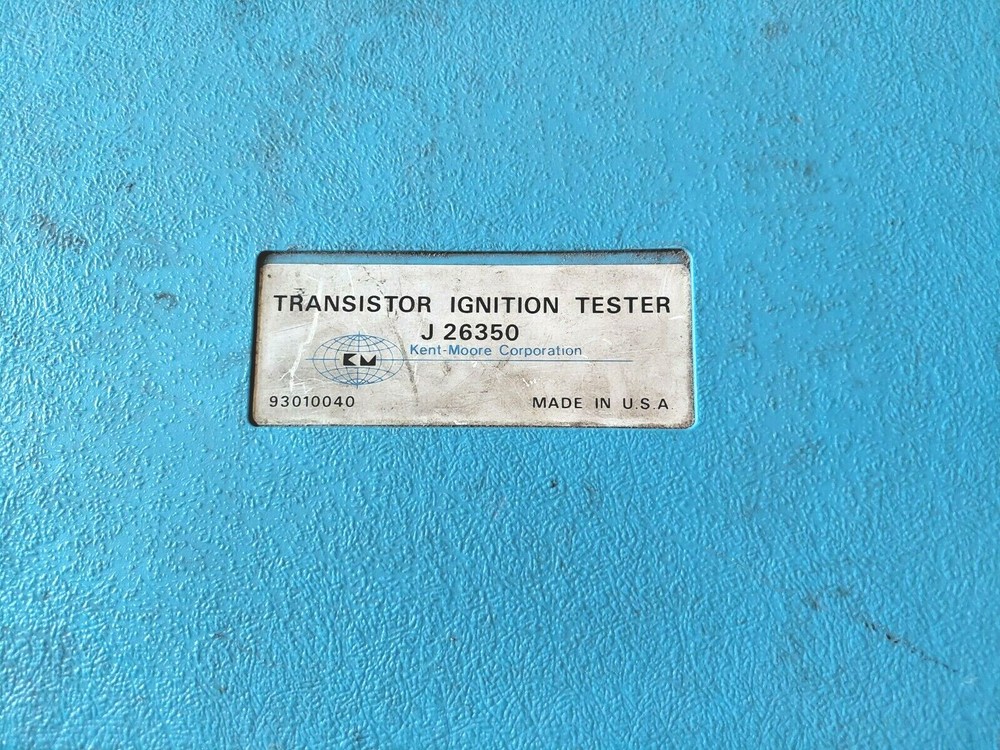 TRANSISTOR IGNITION TESTER
J 26350
Kent-Moore Corporation
KM
93010040 MADE IN U.S.A.